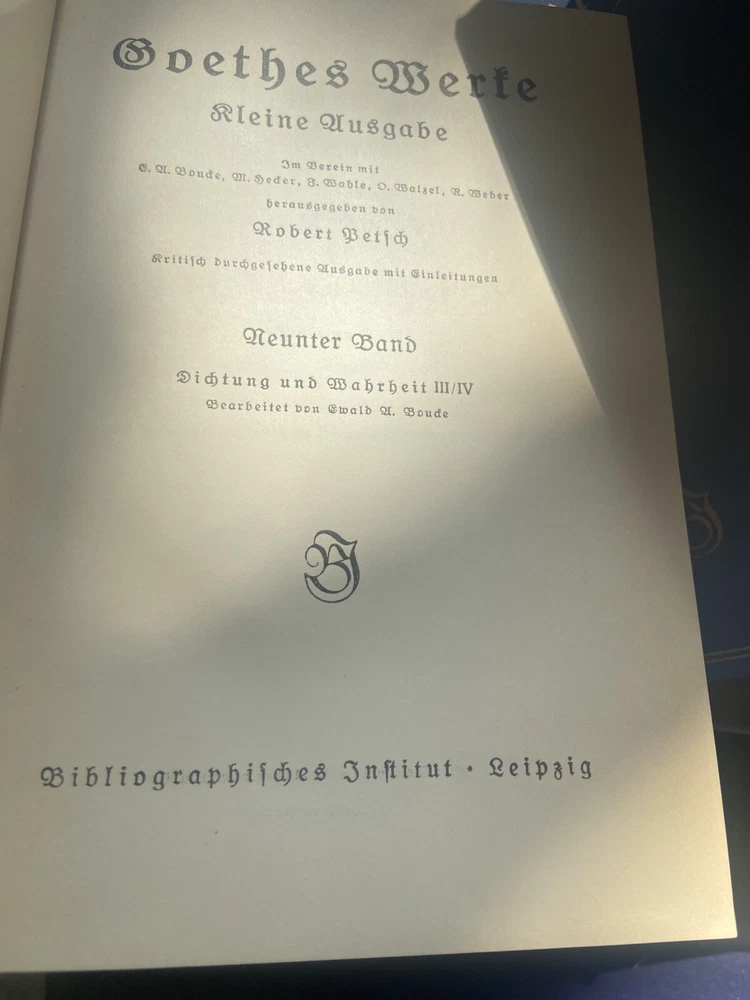 Goethes Werke
Kleine Ausgabe
Im Verein mit
E. A. Boucke, M. Hecker, F. Wahle, O. Walzel, R. Weber
herausgegeben von
Robert Petsch
Kritisch durchgesehene Ausgabe mit Einleitungen
Neunter Band
Dichtung und Wahrheit III/IV
Bearbeitet von Ewald A. Boucke
BI
Bibliographisches Institut · Leipzig